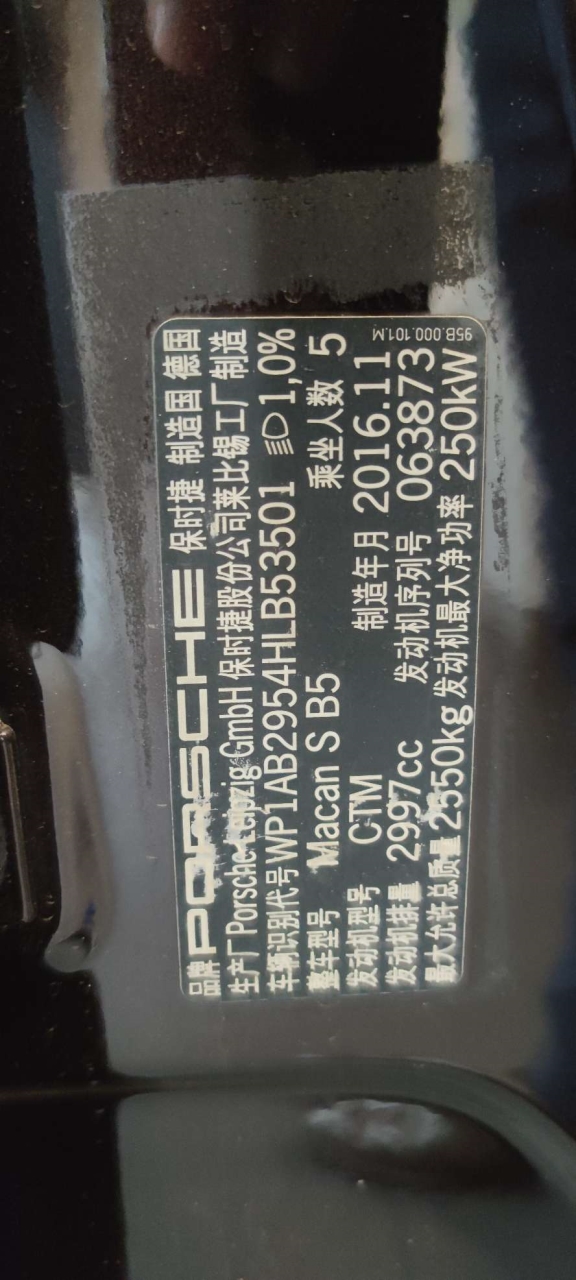 品牌 PORSCHE 保时捷 制造国 德国
生产厂 Porsche Leipzig GmbH 保时捷股份公司莱比锡工厂制造
车辆识别代号 WP1AB2954HLB53501 1,0%
整车型号 Macan S B5 乘坐人数 5
发动机型号 CTM 制造年月 2016.11
发动机排量 2997cc 发动机序列号 063873
最大允许总质量 2550kg 发动机最大净功率 250kW
95B.000.101.M